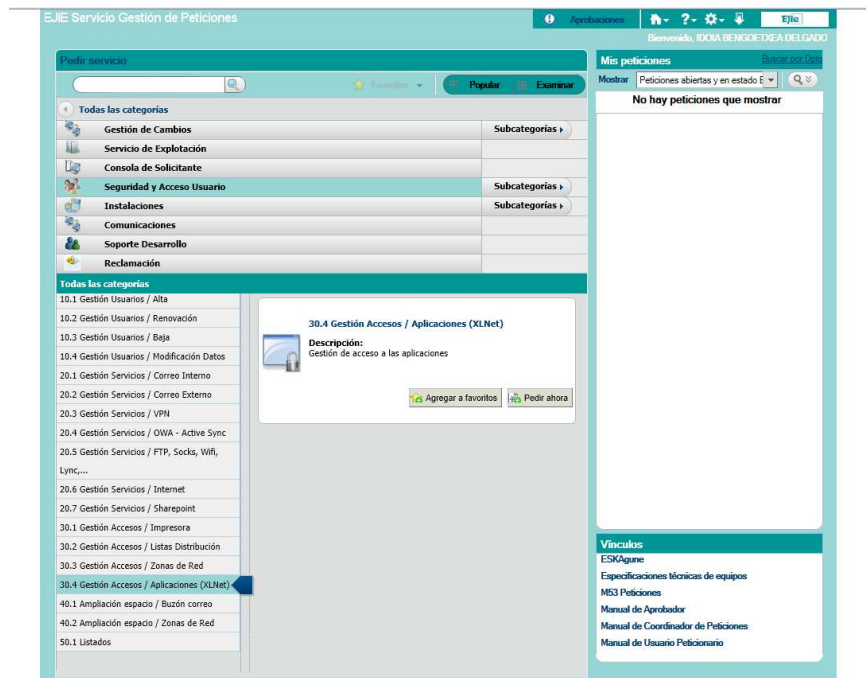 EJIE Servicio Gestión de Peticiones
Aprobaciones
EJIe
Bienvenido, IDOIA BENGOETXEA DELGADO
Pedir servicio
Favoritos
Popular
Examinar
Todas las categorías
Gestión de Cambios
Subcategorías
Servicio de Explotación
Consola de Solicitante
Seguridad y Acceso Usuario
Subcategorías
Instalaciones
Subcategorías
Comunicaciones
Soporte Desarrollo
Reclamación
Todas las categorías
10.1 Gestión Usuarios / Alta
10.2 Gestión Usuarios / Renovación
10.3 Gestión Usuarios / Baja
10.4 Gestión Usuarios / Modificación Datos
20.1 Gestión Servicios / Correo Interno
20.2 Gestión Servicios / Correo Externo
20.3 Gestión Servicios / VPN
20.4 Gestión Servicios / OWA - Active Sync
20.5 Gestión Servicios / FTP, Socks, Wifi,
Lync,...
20.6 Gestión Servicios / Internet
20.7 Gestión Servicios / Sharepoint
30.1 Gestión Accesos / Impresora
30.2 Gestión Accesos / Listas Distribución
30.3 Gestión Accesos / Zonas de Red
30.4 Gestión Accesos / Aplicaciones (XLNet)
40.1 Ampliación espacio / Buzón correo
40.2 Ampliación espacio / Zonas de Red
50.1 Listados
30.4 Gestión Accesos / Aplicaciones (XLNet)
Descripción:
Gestión de acceso a las aplicaciones
Agregar a favoritos
Pedir ahora
Mis peticiones
Buscar por Dpto
Mostrar
Peticiones abiertas y en estado E
No hay peticiones que mostrar
Vínculos
ESKAgune
Especificaciones técnicas de equipos
M53 Peticiones
Manual de Aprobador
Manual de Coordinador de Peticiones
Manual de Usuario Peticionario